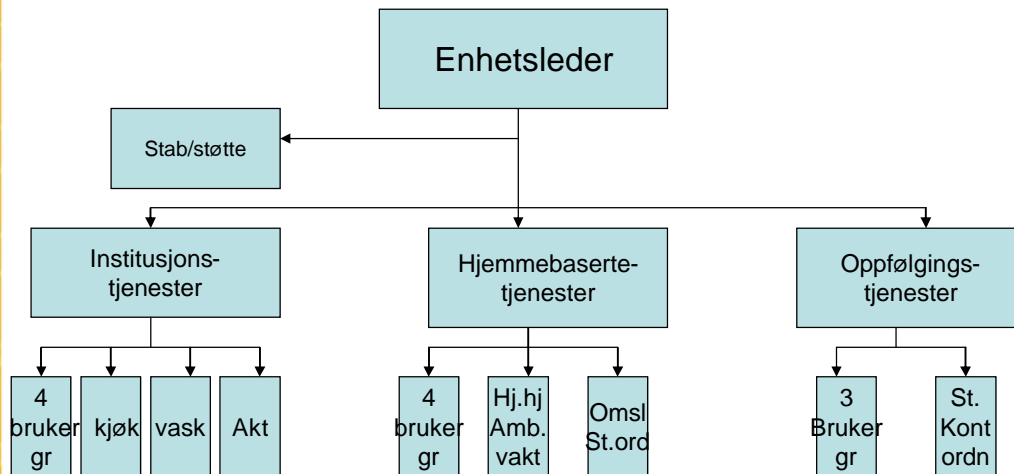 Enhetsleder
Stab/støtte
Institusjons-
tjenester
Hjemmebaserte-
tjenester
Oppfølgings-
tjenester
4
bruker
gr
kjøk
vask
Akt
4
bruker
gr
Hj.hj
Amb.
vakt
Omsl
St.ord
3
Bruker
gr
St.
Kont
ordn